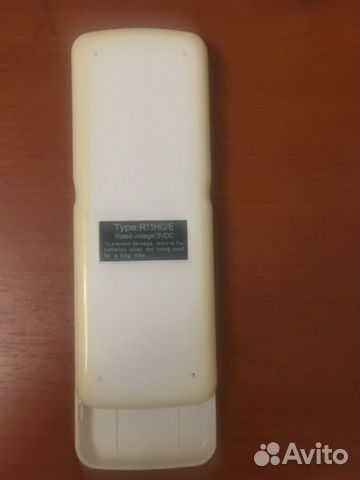 Type:R11HG/E
Rated voltage:3VDC
To prevent damage, remove the
batteries when not being used
for a long time.
Avito